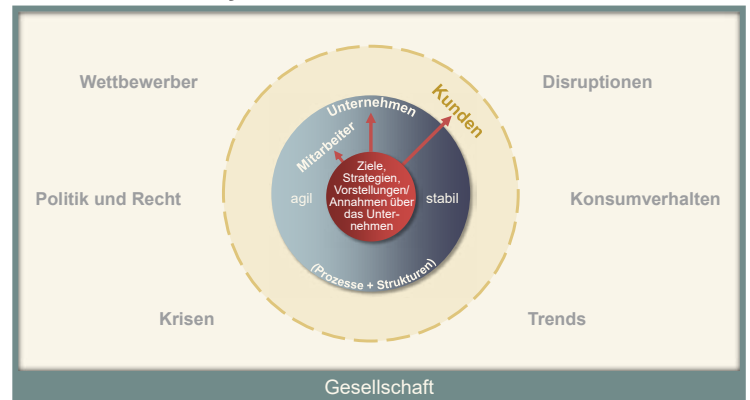 Wettbewerber
Disruptionen
Kunden
Unternehmen
Mitarbeiter
Ziele,
Strategien,
Vorstellungen/
Annahmen über
das Unter-
nehmen
agil
stabil
Politik und Recht
Konsumverhalten
(Prozesse + Strukturen)
Krisen
Trends
Gesellschaft